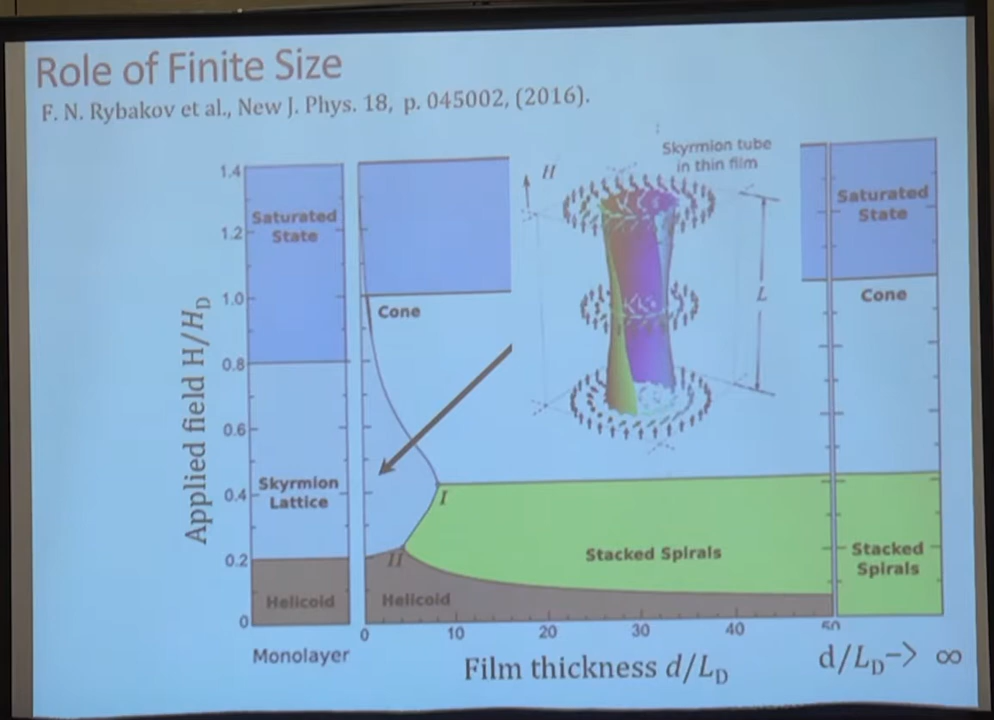 Role of Finite Size
F. N. Rybakov et al., New J. Phys. 18, p. 045002, (2016).
Skyrmion tube
in thin film
H
L
Applied field H/H_D
1.4
1.2
1.0
0.8
0.6
0.4
0.2
0
Saturated
State
Skyrmion
Lattice
Helicoid
Monolayer
Cone
I
II
Stacked Spirals
Helicoid
0
10
20
30
40
50
Film thickness d/L_D
Saturated
State
Cone
Stacked
Spirals
d/L_D-> ∞